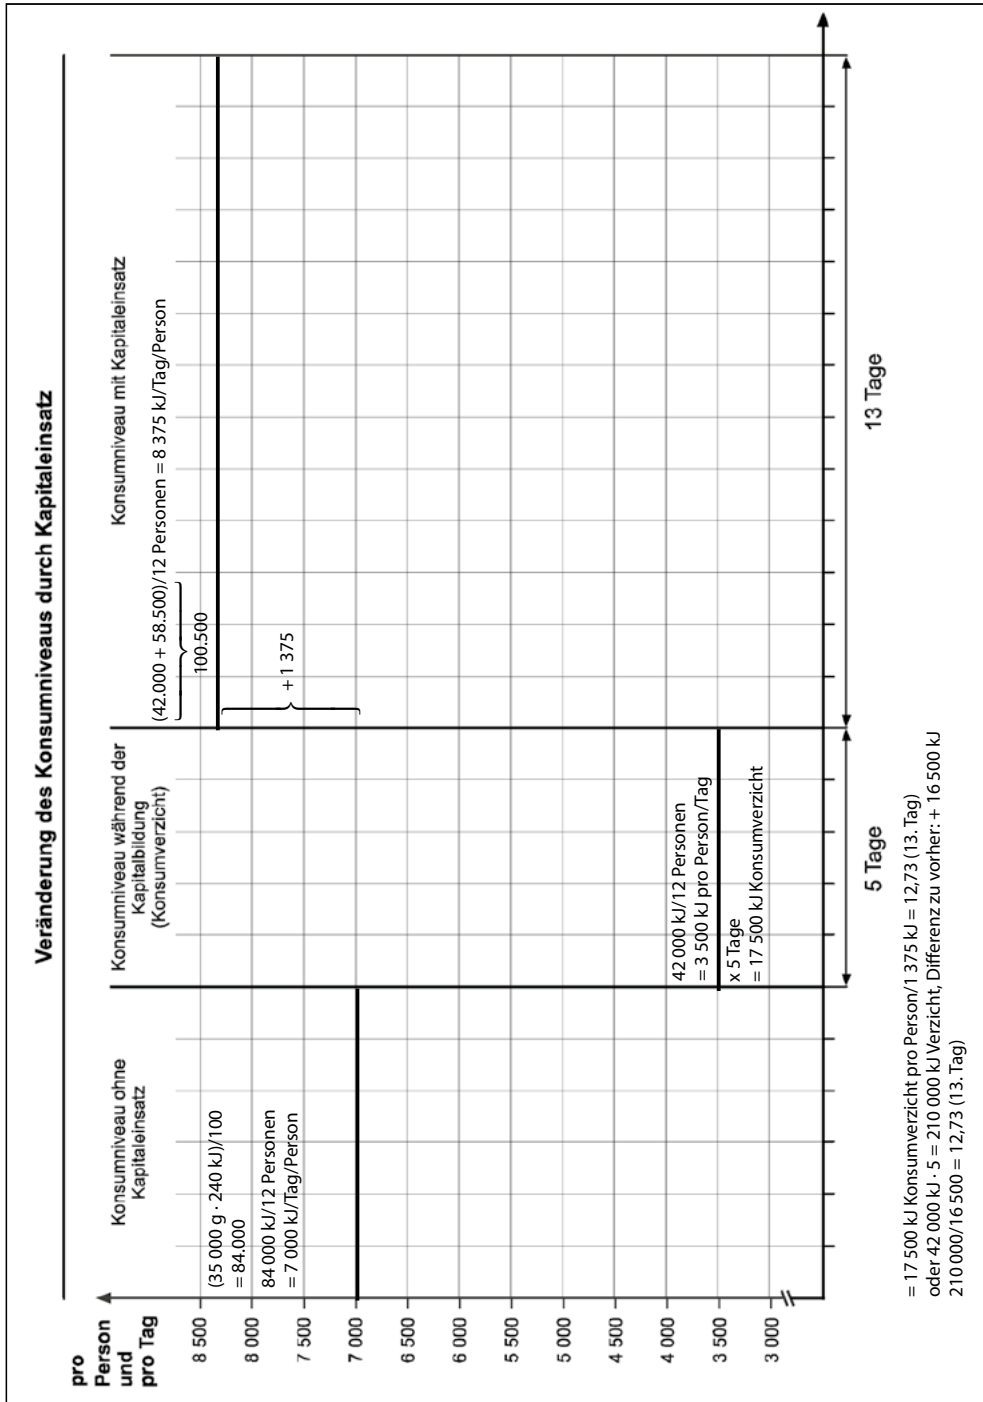 Veränderung des Konsumniveaus durch Kapitaleinsatz
pro
Person
und
pro Tag
Konsumniveau ohne
Kapitaleinsatz
Konsumniveau während der
Kapitalbildung
(Konsumverzicht)
Konsumniveau mit Kapitaleinsatz
(35 000 g · 240 kJ)/100
= 84.000
84 000 kJ/12 Personen
= 7 000 kJ/Tag/Person
42 000 kJ/12 Personen
= 3 500 kJ pro Person/Tag
x 5 Tage
= 17 500 kJ Konsumverzicht
(42.000 + 58.500)/12 Personen = 8 375 kJ/Tag/Person
100.500
+ 1 375
8 500
8 000
7 500
7 000
6 500
6 000
5 500
5 000
4 500
4 000
3 500
3 000
5 Tage
13 Tage
= 17 500 kJ Konsumverzicht pro Person/1 375 kJ = 12,73 (13. Tag)
oder 42 000 kJ · 5 = 210 000 kJ Verzicht, Differenz zu vorher: + 16 500 kJ
210 000/16 500 = 12,73 (13. Tag)